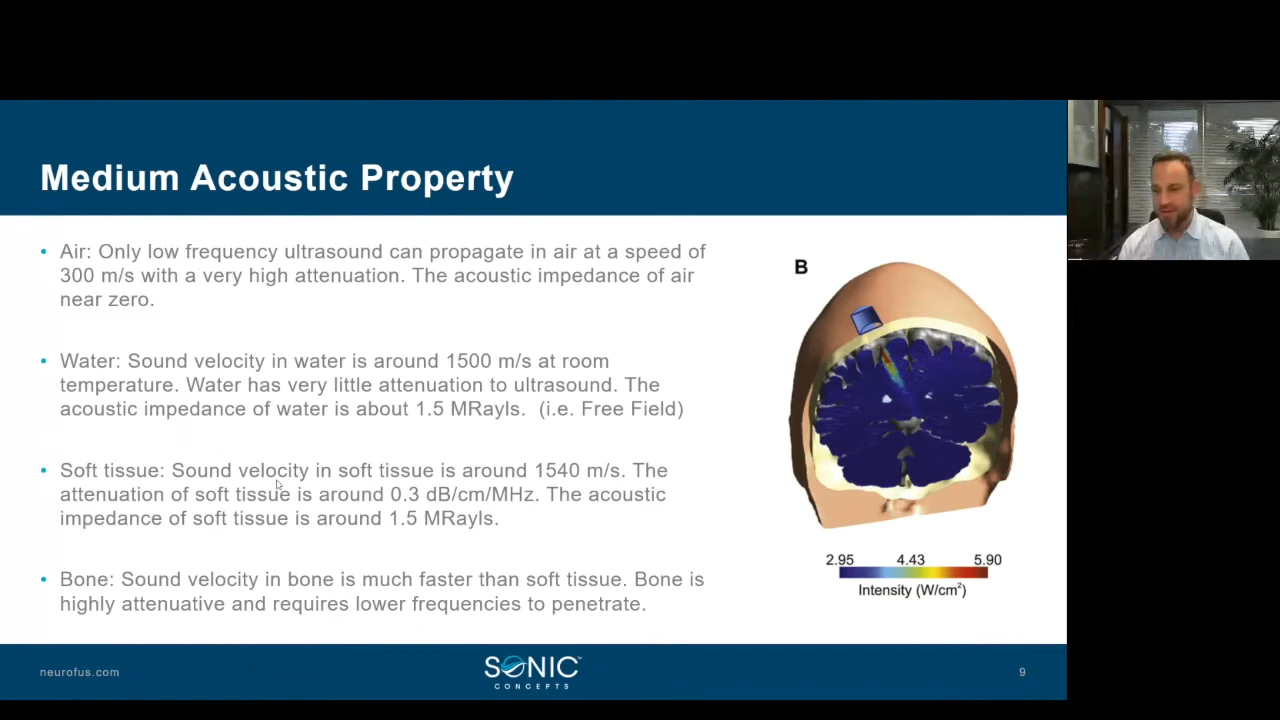 Medium Acoustic Property
• Air: Only low frequency ultrasound can propagate in air at a speed of
300 m/s with a very high attenuation. The acoustic impedance of air
near zero.
• Water: Sound velocity in water is around 1500 m/s at room
temperature. Water has very little attenuation to ultrasound. The
acoustic impedance of water is about 1.5 MRayls. (i.e. Free Field)
• Soft tissue: Sound velocity in soft tissue is around 1540 m/s. The
attenuation of soft tissue is around 0.3 dB/cm/MHz. The acoustic
impedance of soft tissue is around 1.5 MRayls.
• Bone: Sound velocity in bone is much faster than soft tissue. Bone is
highly attenuative and requires lower frequencies to penetrate.
B
2.95 4.43 5.90
Intensity (W/cm²)
neurofus.com
SONIC™
CONCEPTS
9